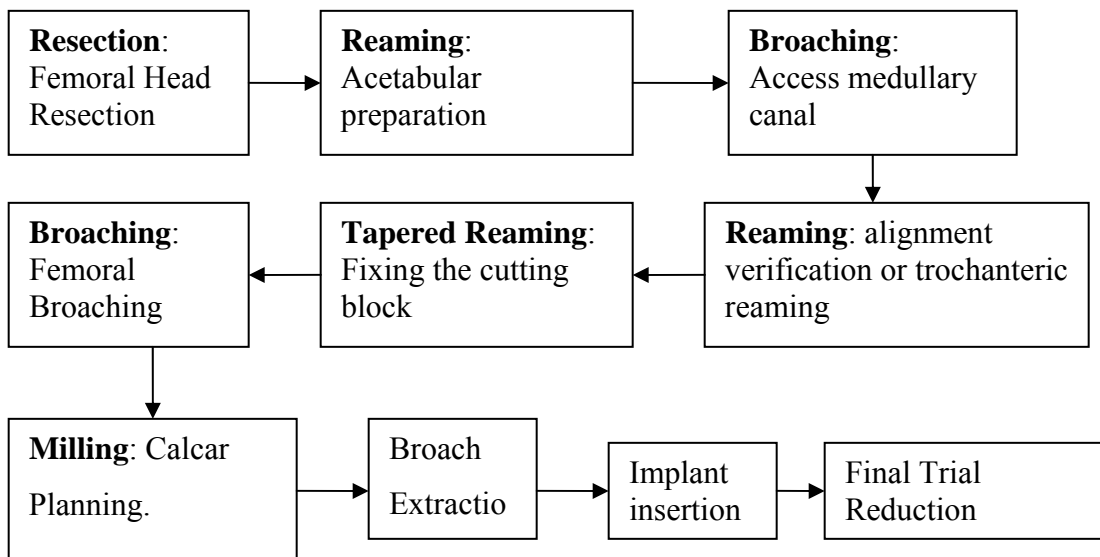 Resection:
Femoral Head
Resection
Reaming:
Acetabular
preparation
Broaching:
Access medullary
canal
Reaming: alignment
verification or trochanteric
reaming
Tapered Reaming:
Fixing the cutting
block
Broaching:
Femoral
Broaching
Milling: Calcar
Planning.
Broach
Extractio
Implant
insertion
Final Trial
Reduction